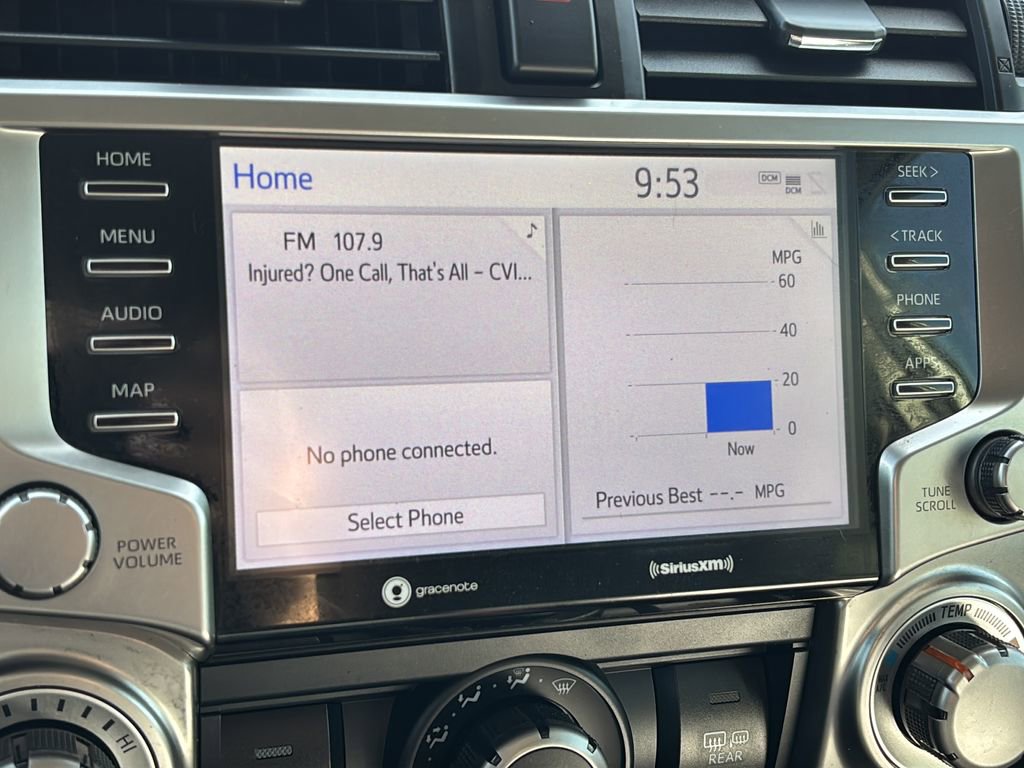 HOME
MENU
AUDIO
MAP
POWER
VOLUME
Home
9:53
DCM
DCM
FM 107.9
Injured? One Call, That's All – CVI...
No phone connected.
Select Phone
MPG
60
40
20
0
Now
Previous Best --.- MPG
SEEK >
< TRACK
PHONE
APPS
TUNE
SCROLL
gracenote
((SiriusXM))
TEMP
HI
REAR